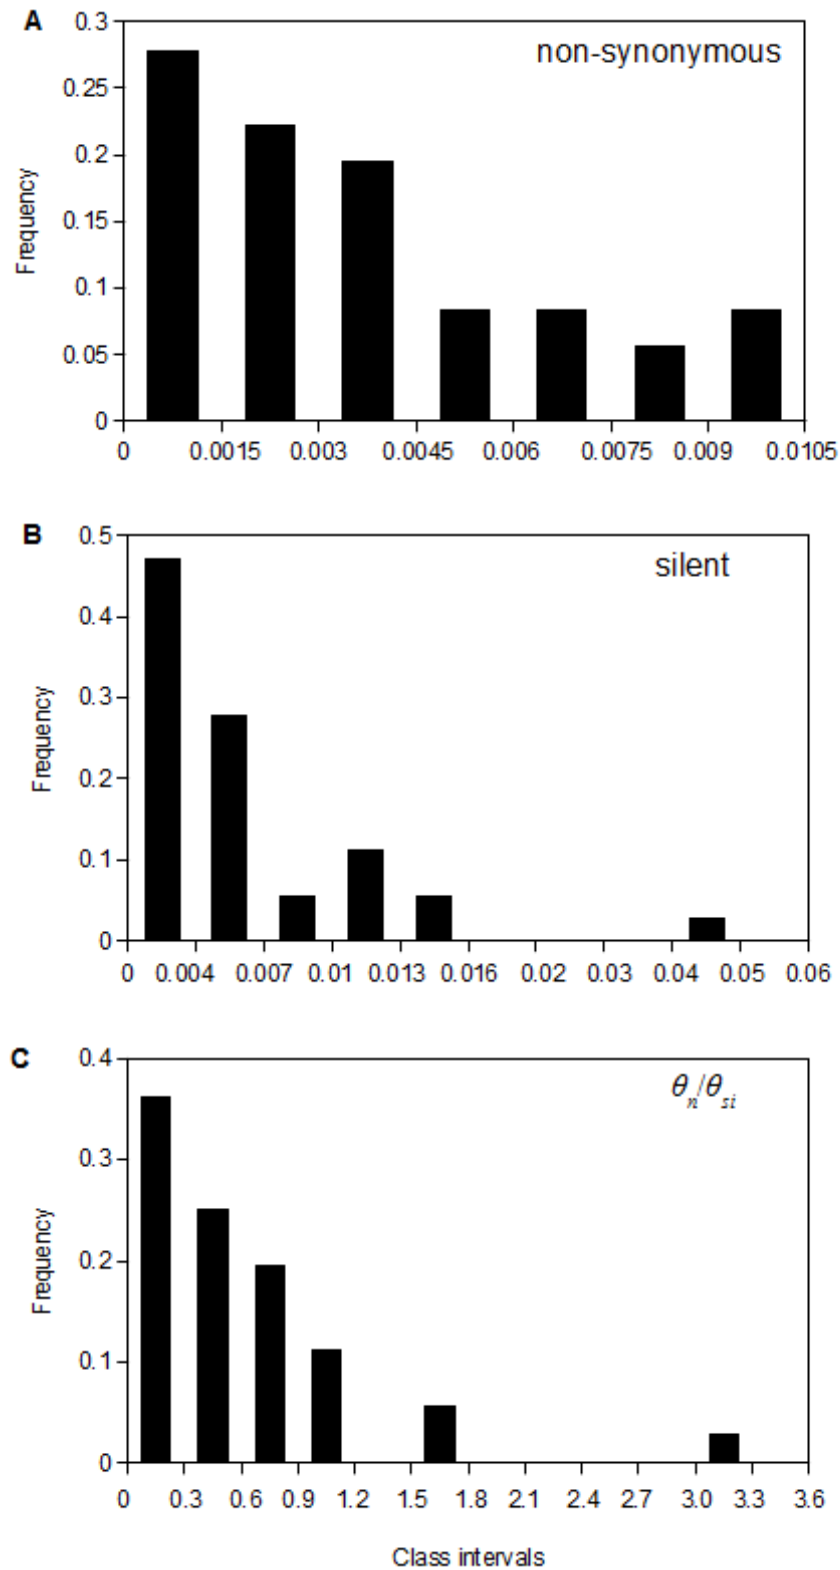 A
non-synonymous
Frequency
0.3
0.25
0.2
0.15
0.1
0.05
0
0 0.0015 0.003 0.0045 0.006 0.0075 0.009 0.0105
B
silent
Frequency
0.5
0.4
0.3
0.2
0.1
0
0 0.004 0.007 0.01 0.013 0.016 0.02 0.03 0.04 0.05 0.06
C
θn/θsi
Frequency
0.4
0.3
0.2
0.1
0
0 0.3 0.6 0.9 1.2 1.5 1.8 2.1 2.4 2.7 3.0 3.3 3.6
Class intervals